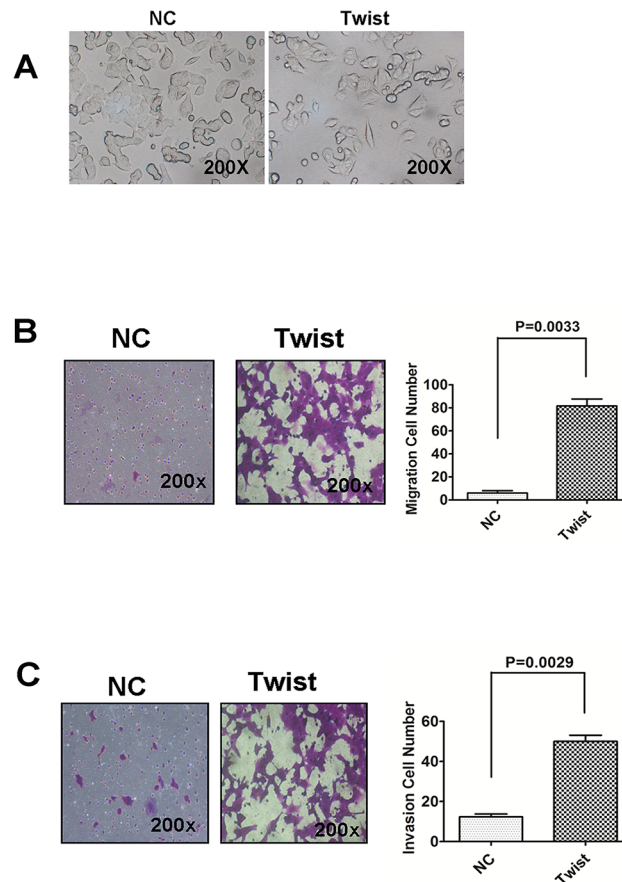 NC Twist
A
200X 200X
B
NC Twist
200x 200x
P=0.0033
Migration Cell Number
100
80
60
40
20
0
NC Twist
C
NC Twist
200x 200x
P=0.0029
Invasion Cell Number
60
40
20
0
NC Twist